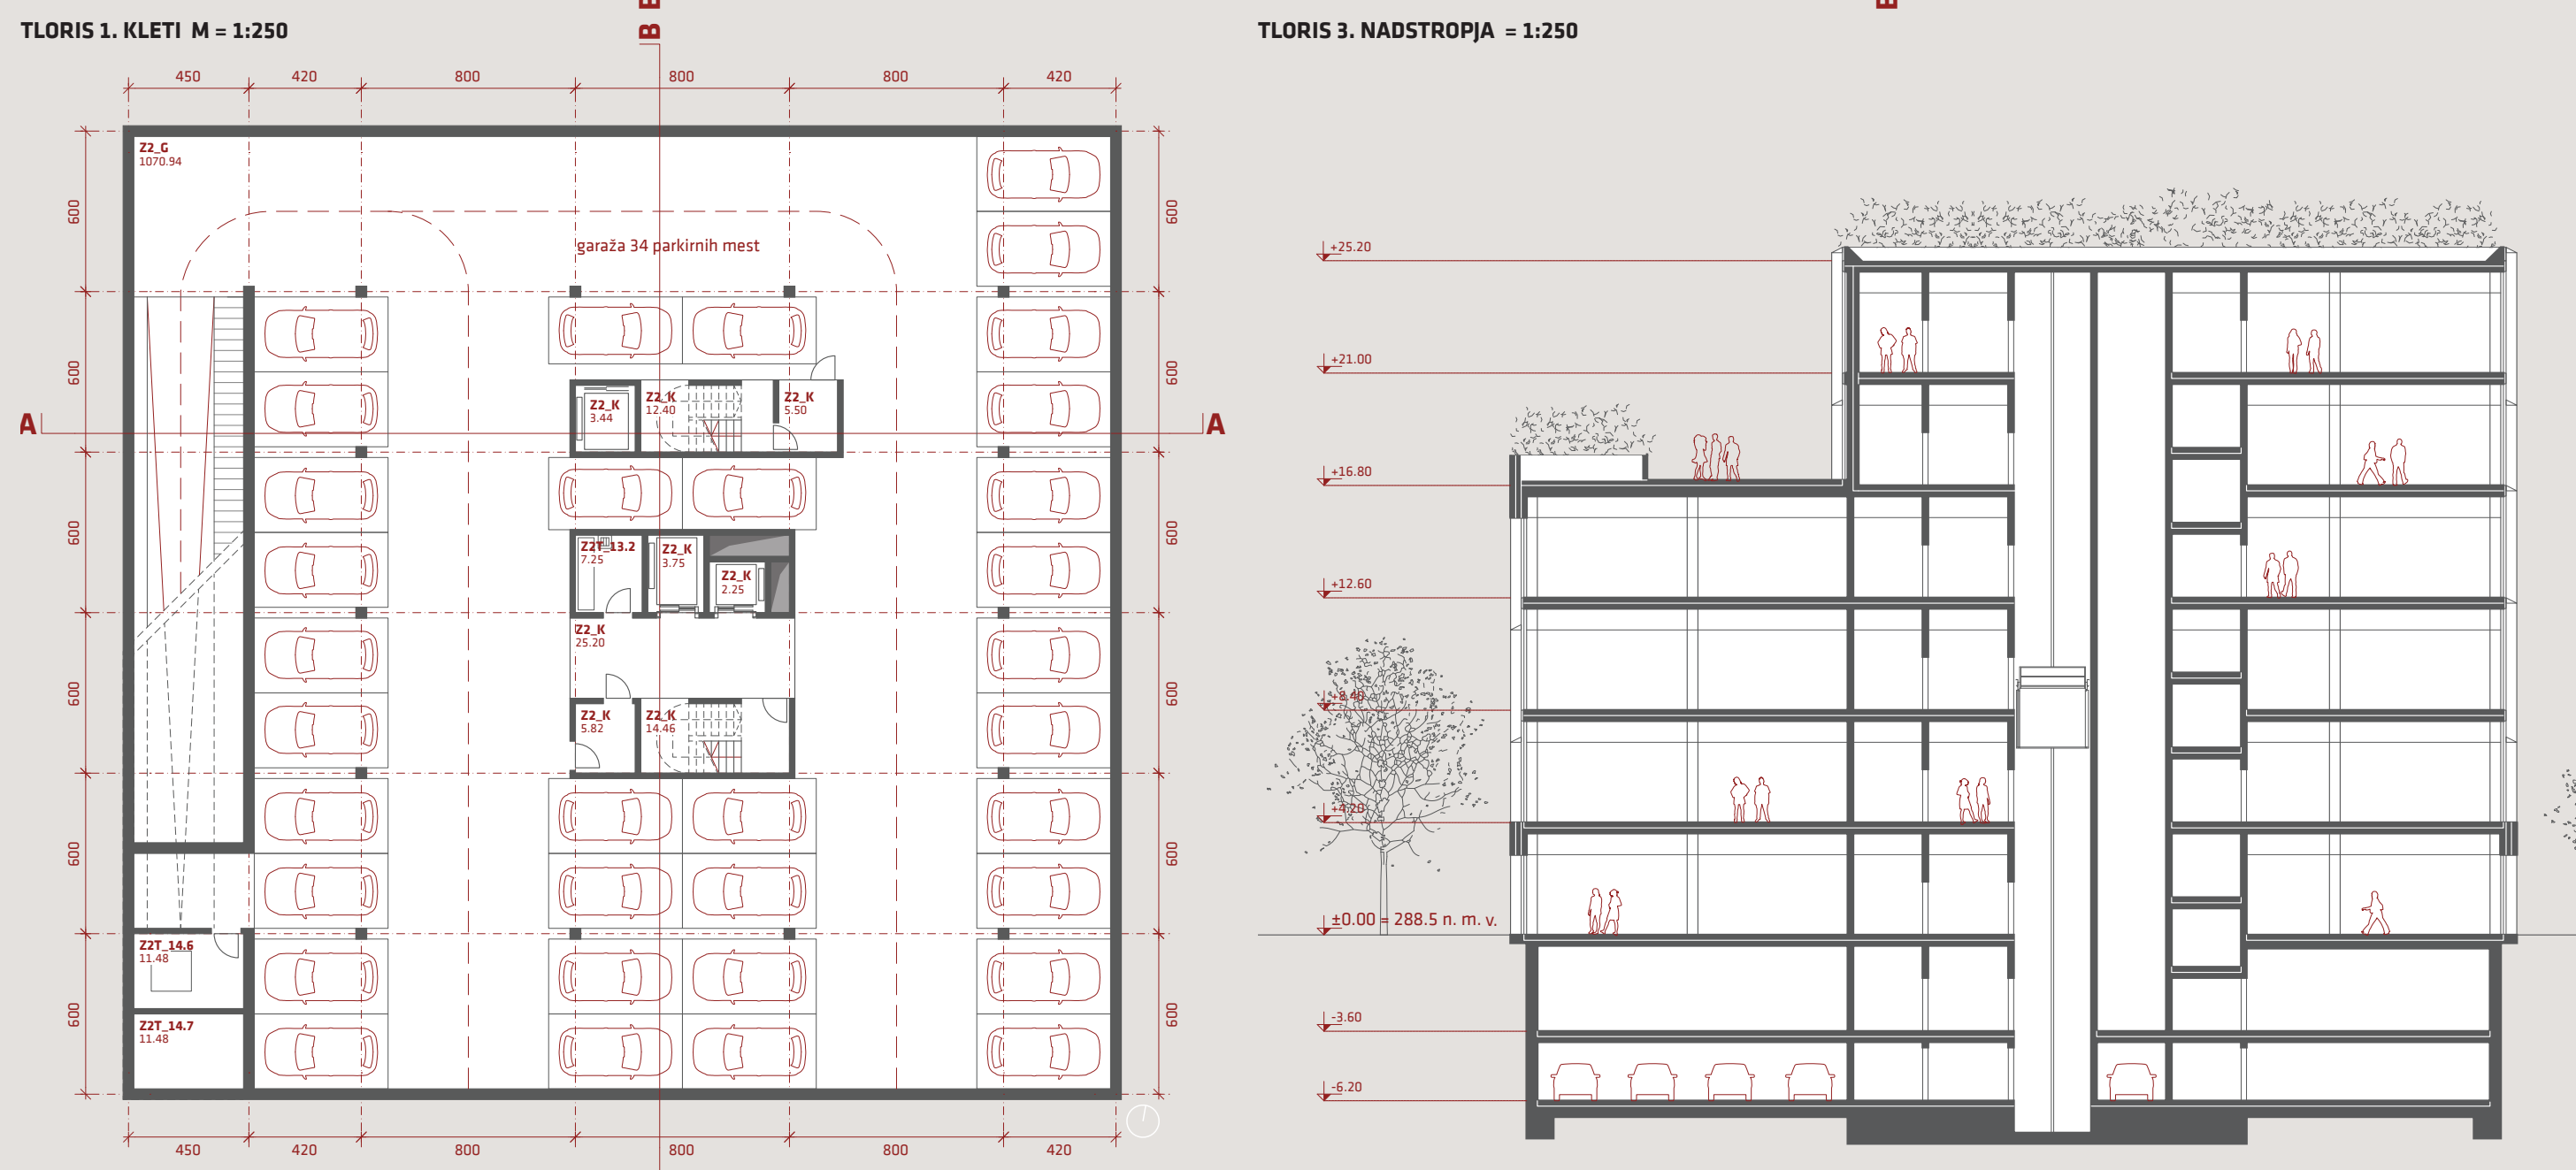 B E
E
TLORIS 1. KLETI  M = 1:250
TLORIS 3. NADSTROPJA  = 1:250
450 420 800 800 800 420
Z2_G
1070.94
600 600
garaža 34 parkirnih mest
600 600
A A
Z2_K
3.44
Z2_K
12.40
Z2_K
5.50
600 600
Z2T_13.2
7.25
Z2_K
3.75
Z2_K
2.25
Z2_K
25.20
600 600
Z2_K
5.82
Z2_K
14.46
600 600
Z2T_14.6
11.48
600 600
Z2T_14.7
11.48
450 420 800 800 800 420
+25.20
+21.00
+16.80
+12.60
+8.40
+4.20
±0.00 = 288.5 n. m. v.
-3.60
-6.20